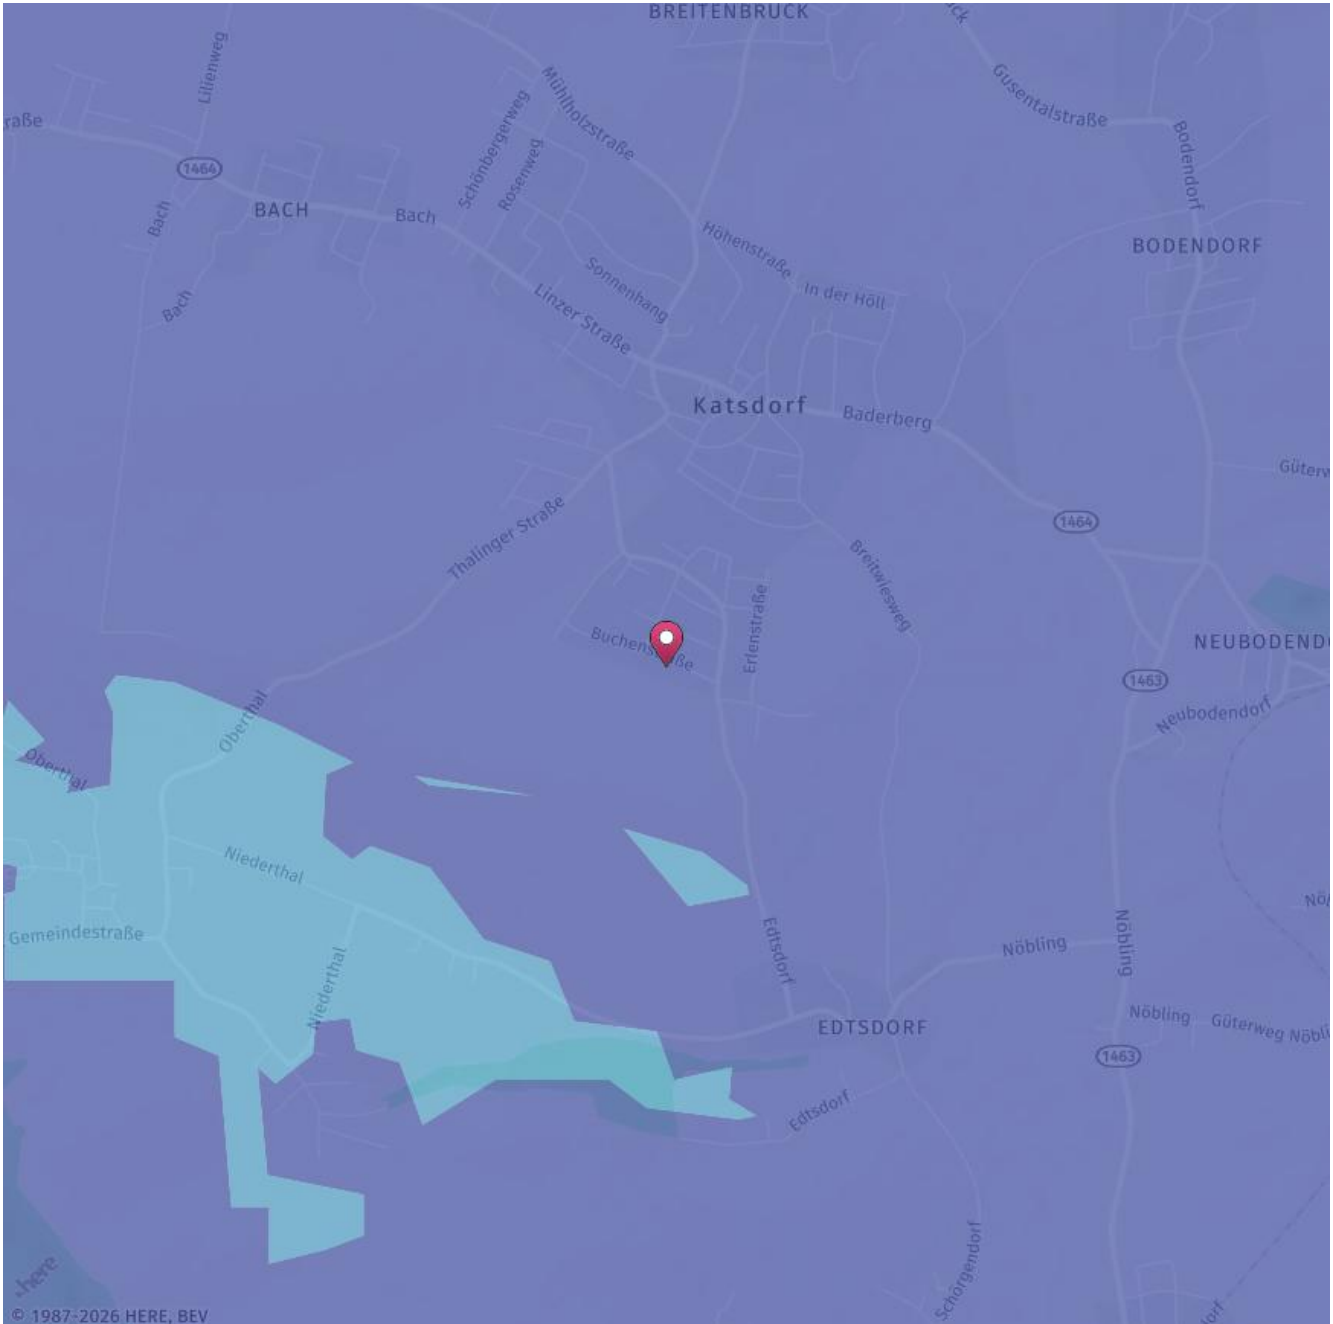 BREITENBRUCK
Lilienweg
Gusentalstraße
Mühlholzstraße
Schönbergerweg
Rosenweg
raße
1464
Bodendorf
BACH
Bach
Bach
Höhenstraße
BODENDORF
Sonnenhang
In der Höll
Bach
Linzer Straße
Katsdorf
Baderberg
Güterw
Thalinger Straße
1464
Breitwiesweg
Erlenstraße
Buchenstraße
NEUBODEND
1463
Neubodendorf
Oberthal
Oberthal
Niederthal
Edtsdorf
Gemeindestraße
Nöbling
Nöbling
Niederthal
EDTSDORF
Nöbling
Güterweg Nöbli
1463
Edtsdorf
Schörgendorf
here
© 1987-2026 HERE, BEV